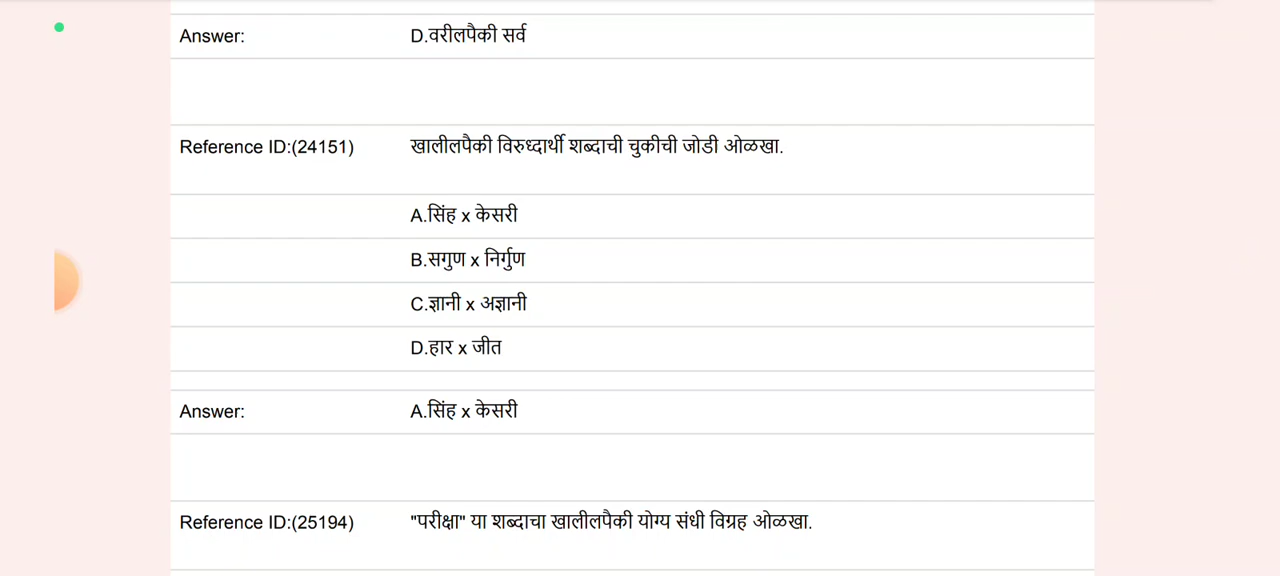 Answer: D.वरीलपैकी सर्व
Reference ID:(24151) खालीलपैकी विरुध्दार्थी शब्दाची चुकीची जोडी ओळखा.
A.सिंह x केसरी
B.सगुण x निर्गुण
C.ज्ञानी x अज्ञानी
D.हार x जीत
Answer: A.सिंह x केसरी
Reference ID:(25194) "परीक्षा" या शब्दाचा खालीलपैकी योग्य संधी विग्रह ओळखा.